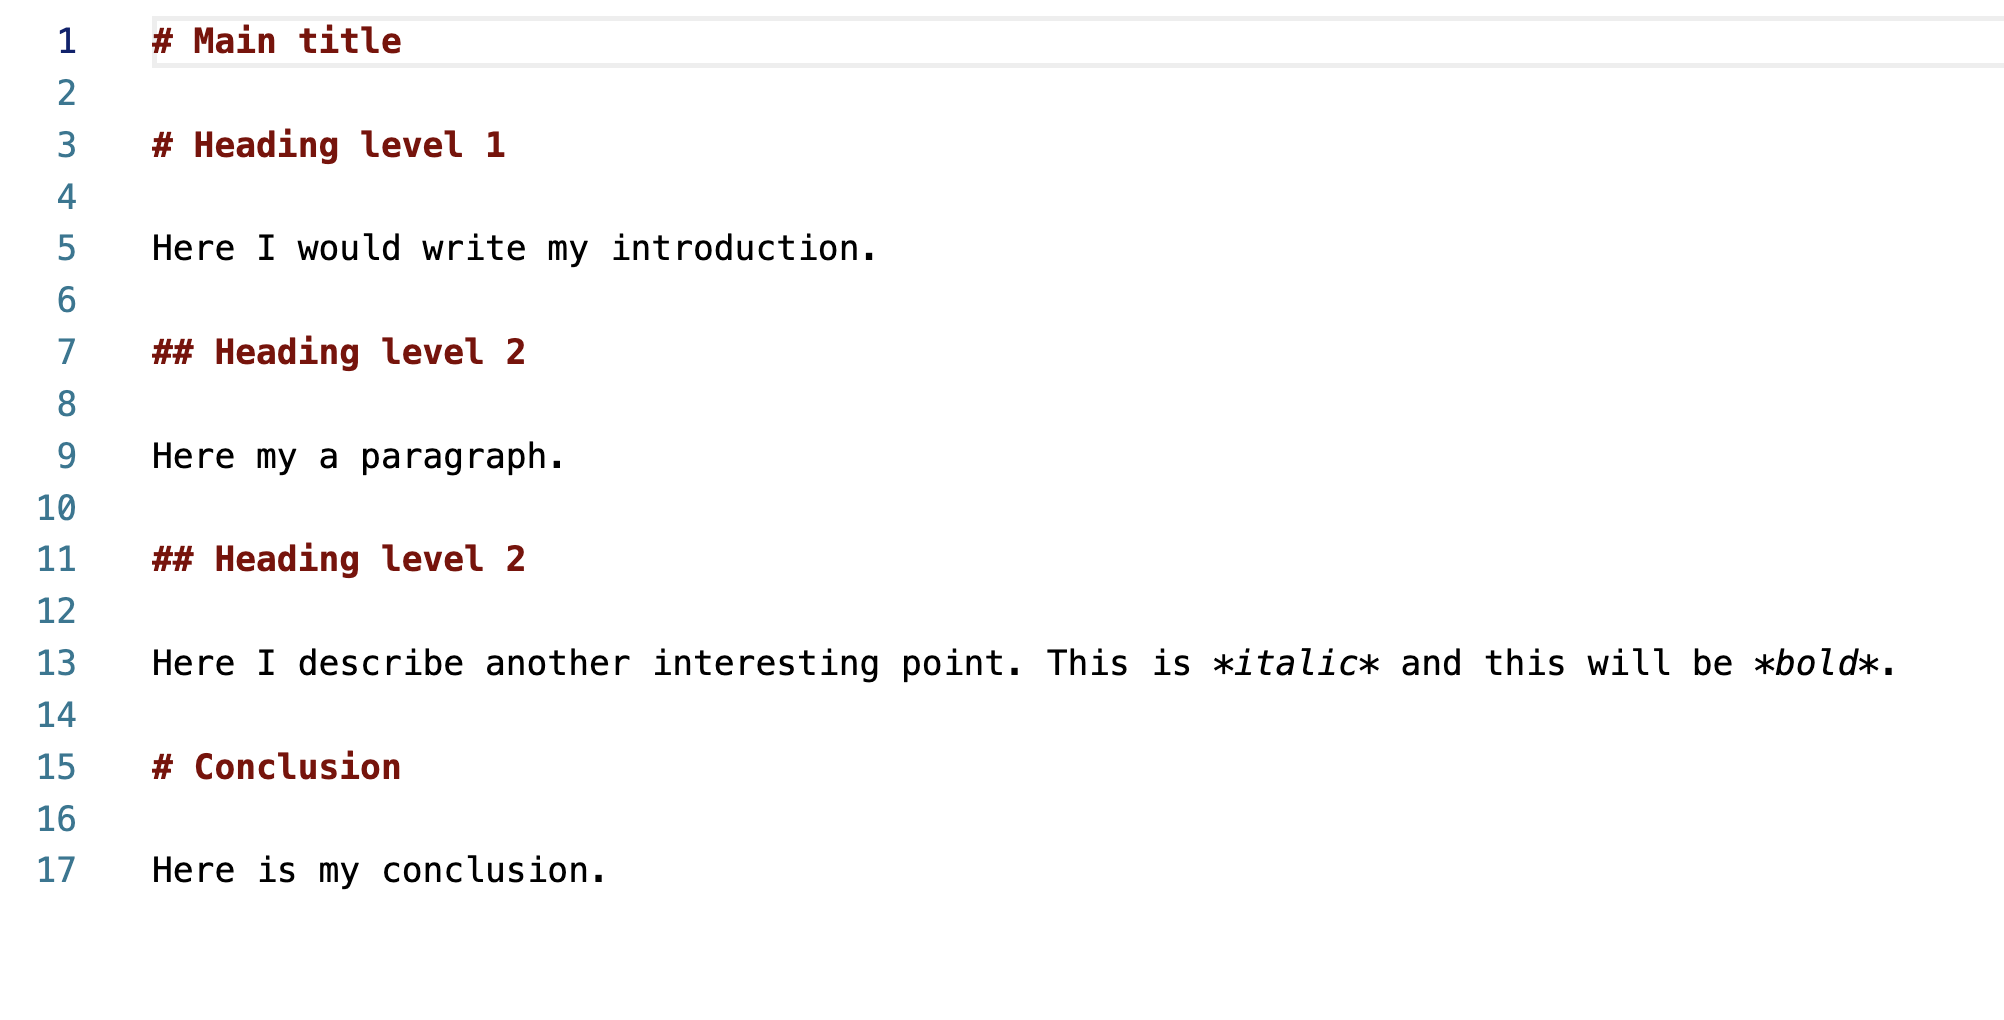 1 # Main title
2
3 # Heading level 1
4
5 Here I would write my introduction.
6
7 ## Heading level 2
8
9 Here my a paragraph.
10
11 ## Heading level 2
12
13 Here I describe another interesting point. This is *italic* and this will be *bold*.
14
15 # Conclusion
16
17 Here is my conclusion.